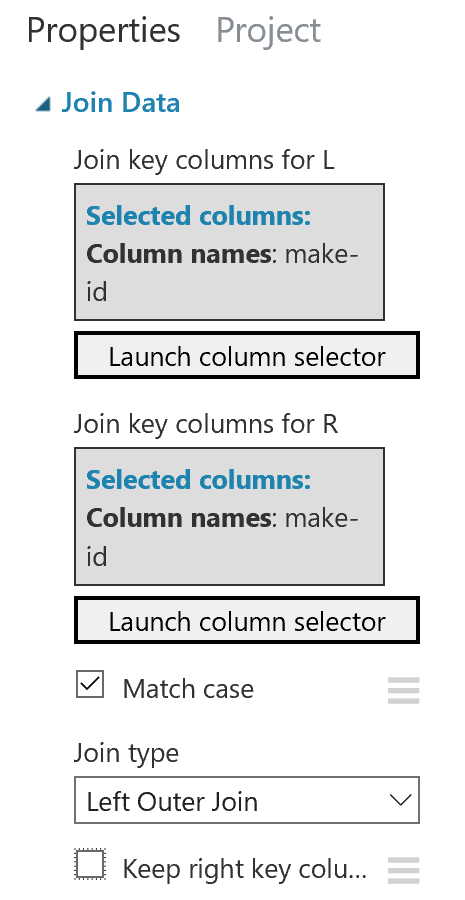 Properties Project
Join Data
Join key columns for L
Selected columns:
Column names: make-
id
Launch column selector
Join key columns for R
Selected columns:
Column names: make-
id
Launch column selector
Match case
Join type
Left Outer Join
Keep right key colu...